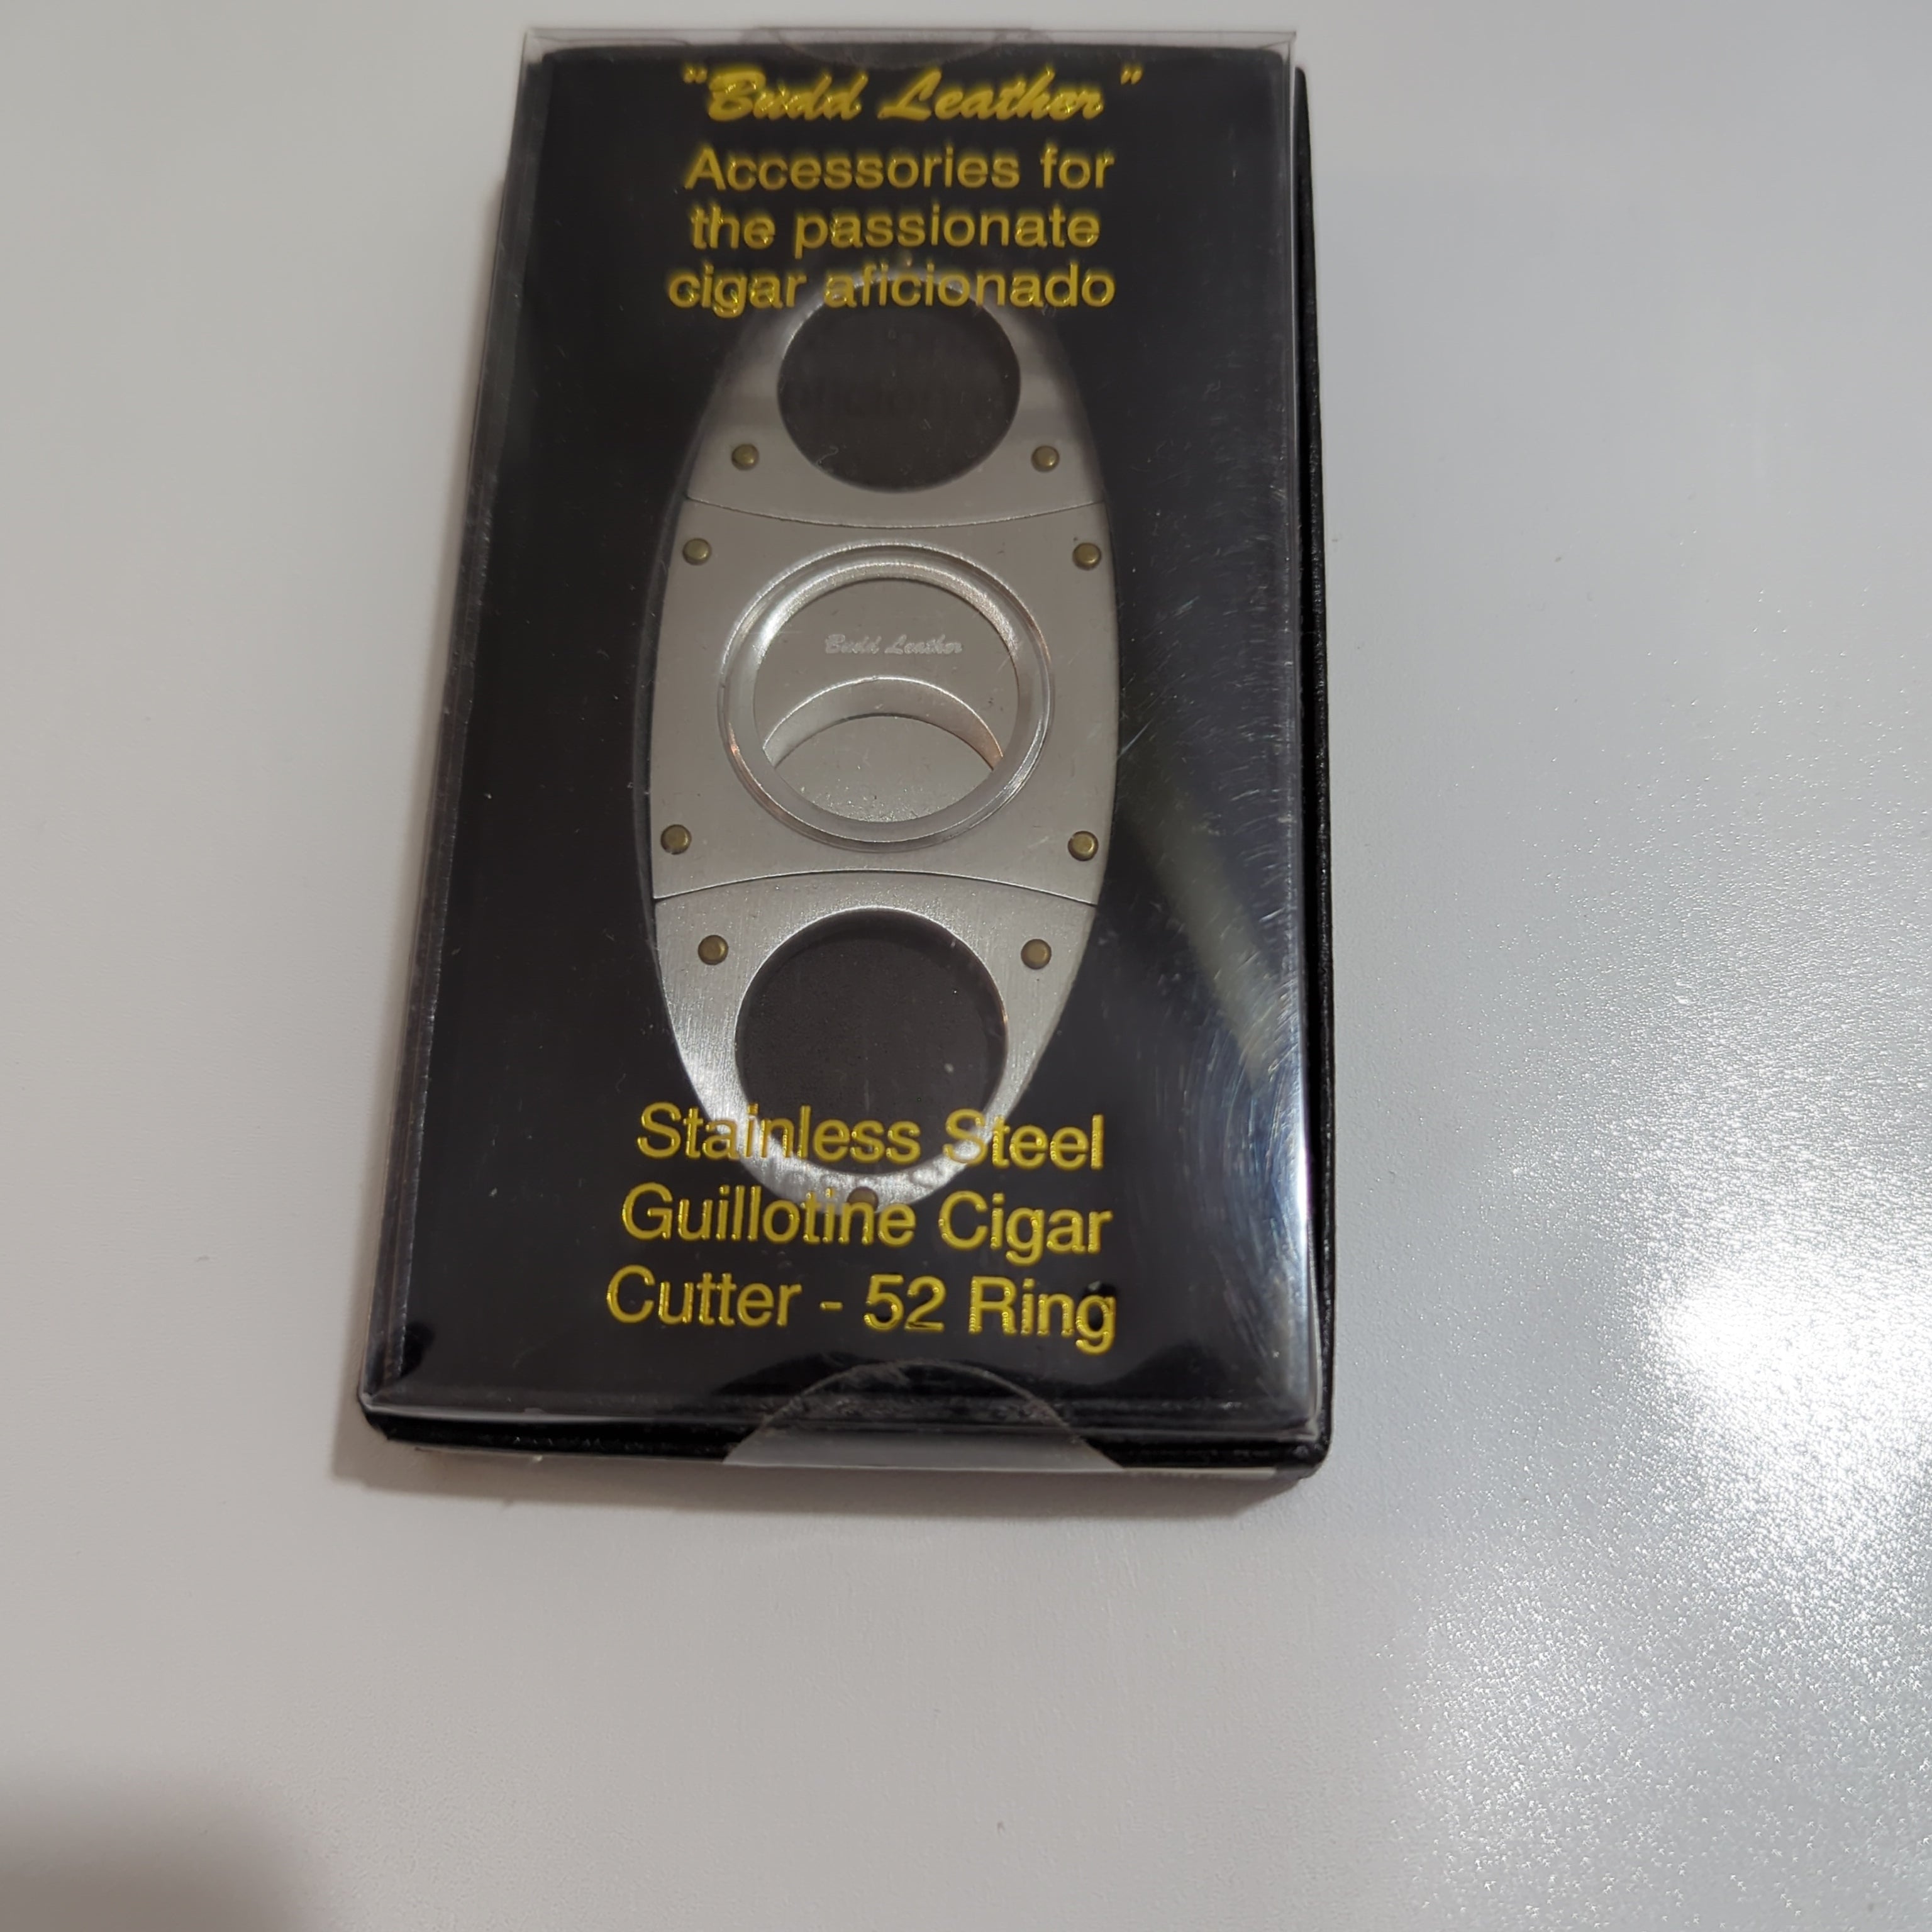 "Budd Leather"
Accessories for
the passionate
cigar aficionado
Budd Leather
Stainless Steel
Guillotine Cigar
Cutter - 52 Ring